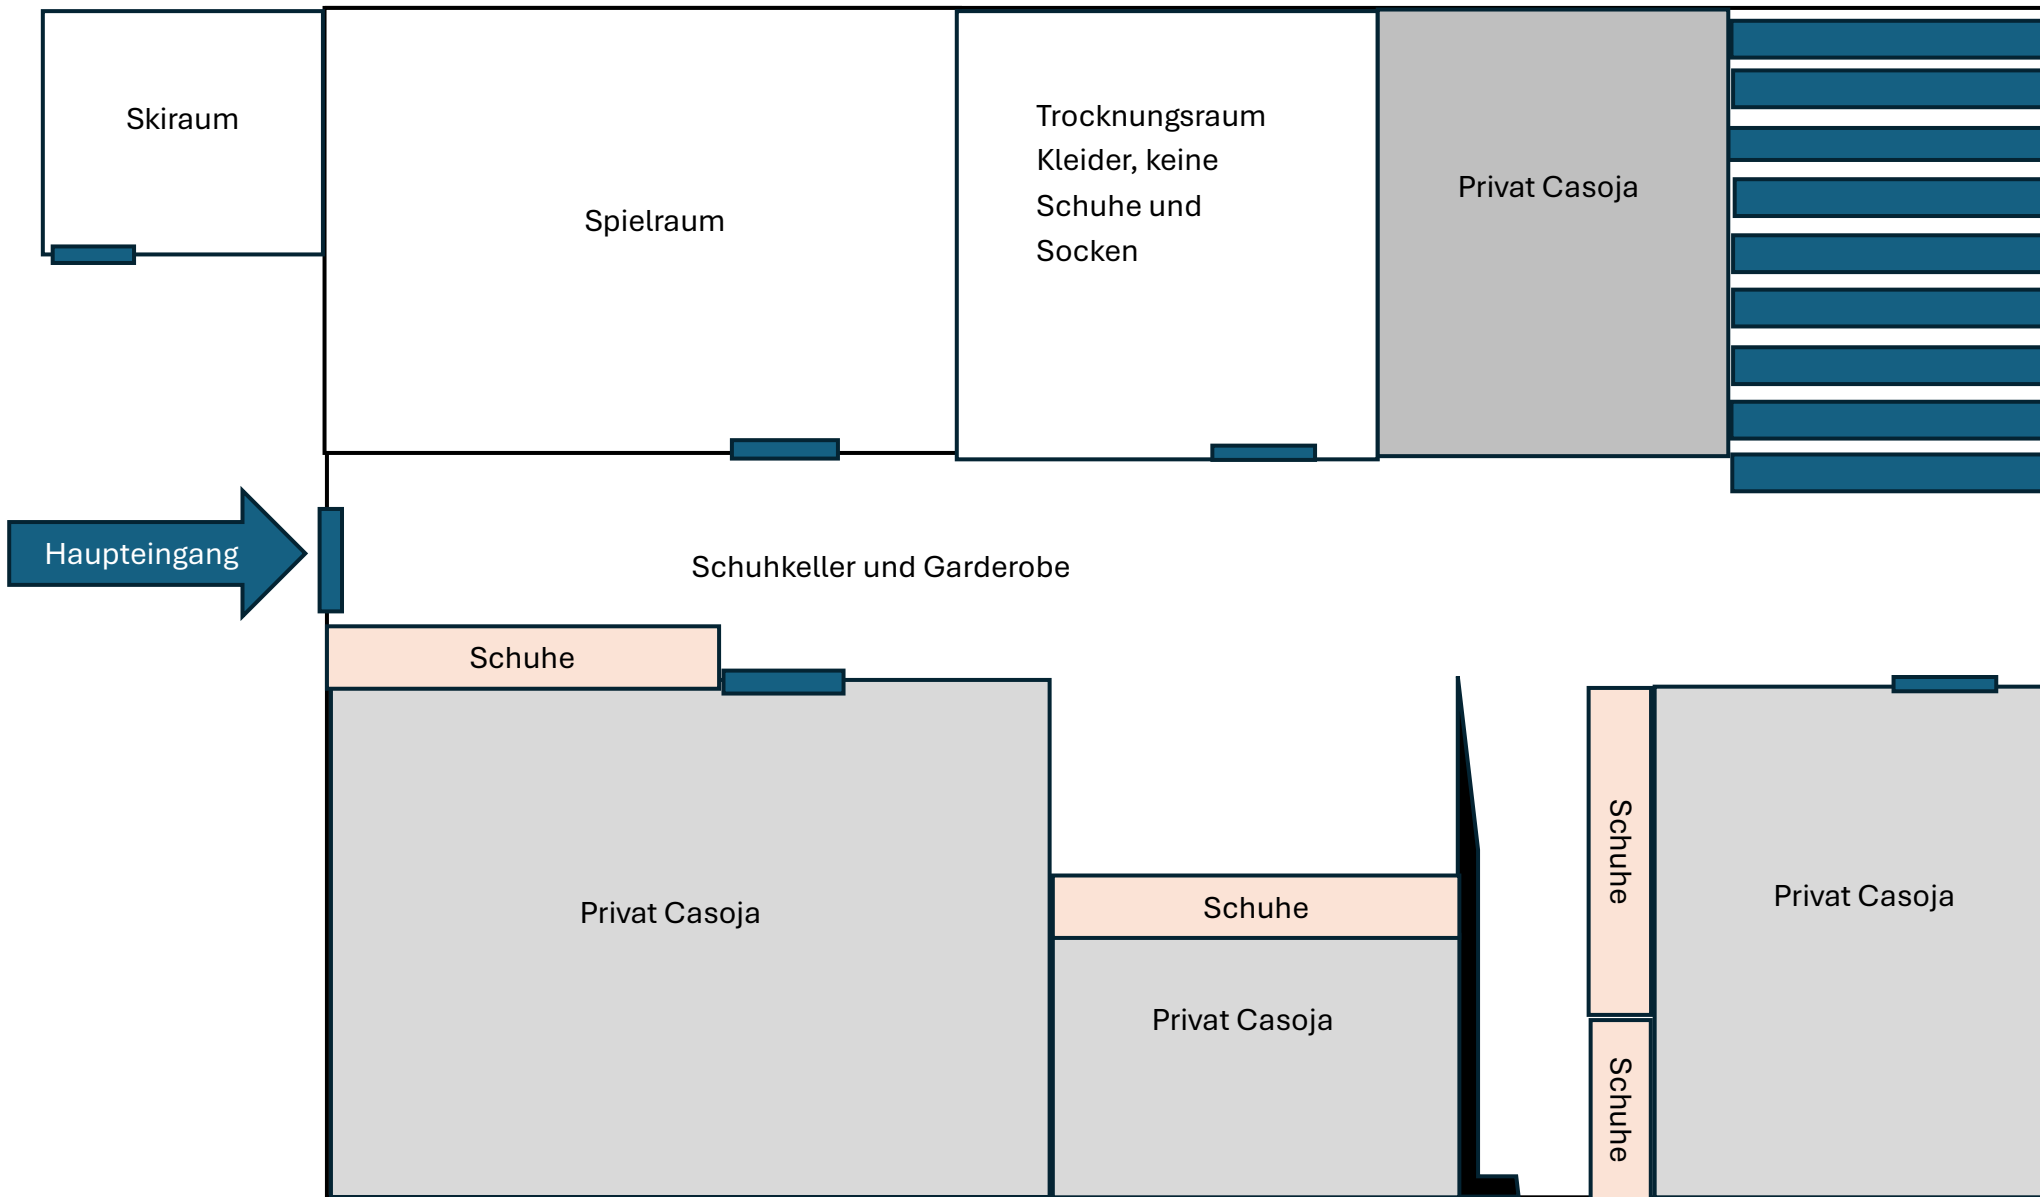 Skiraum
Spielraum
Trocknungsraum
Kleider, keine
Schuhe und
Socken
Privat Casoja
Haupteingang
Schuhkeller und Garderobe
Schuhe
Privat Casoja
Schuhe
Privat Casoja
Schuhe
Schuhe
Privat Casoja